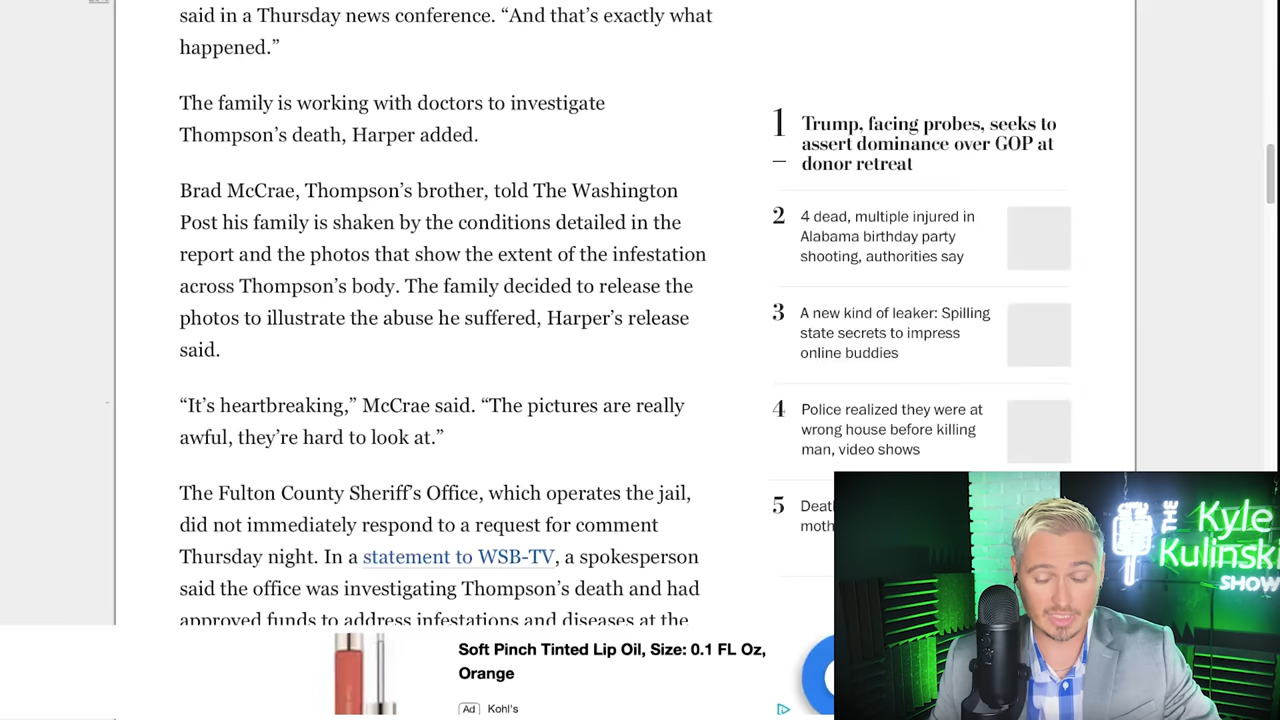 said in a Thursday news conference. “And that’s exactly what
happened.”
The family is working with doctors to investigate
Thompson’s death, Harper added.
Brad McCrae, Thompson’s brother, told The Washington
Post his family is shaken by the conditions detailed in the
report and the photos that show the extent of the infestation
across Thompson’s body. The family decided to release the
photos to illustrate the abuse he suffered, Harper’s release
said.
“It’s heartbreaking,” McCrae said. “The pictures are really
awful, they’re hard to look at.”
The Fulton County Sheriff’s Office, which operates the jail,
did not immediately respond to a request for comment
Thursday night. In a statement to WSB-TV, a spokesperson
said the office was investigating Thompson’s death and had
approved funds to address infestations and diseases at the
1
Trump, facing probes, seeks to
assert dominance over GOP at
donor retreat
2
4 dead, multiple injured in
Alabama birthday party
shooting, authorities say
3
A new kind of leaker: Spilling
state secrets to impress
online buddies
4
Police realized they were at
wrong house before killing
man, video shows
5
Soft Pinch Tinted Lip Oil, Size: 0.1 FL Oz,
Orange
Ad Kohl's
THE
Kyle
Kulinski
SHOW